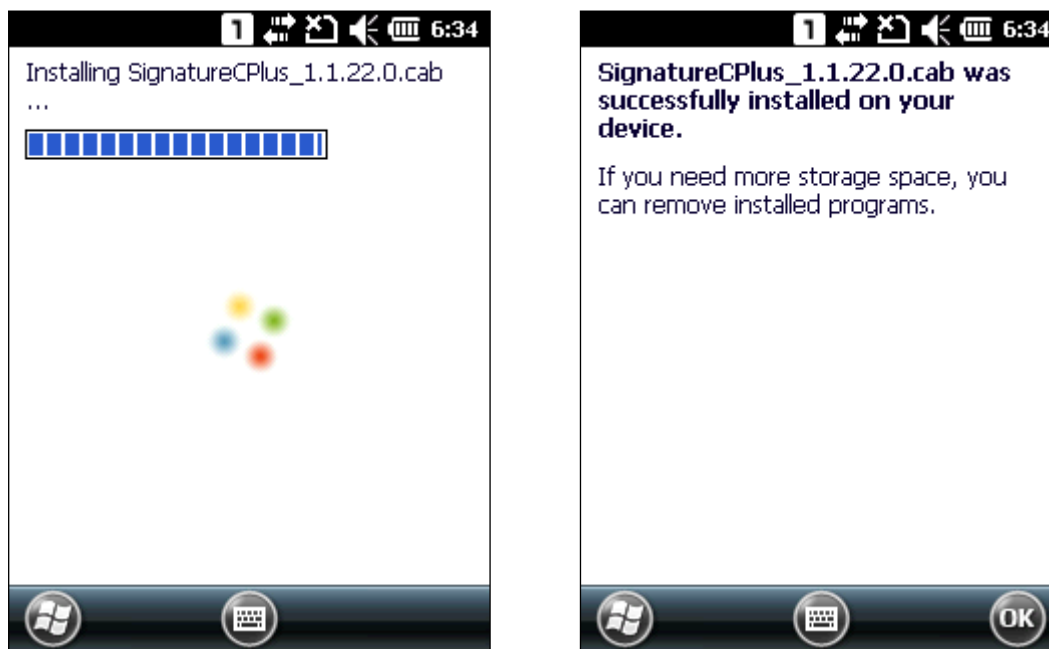 1 6:34
Installing SignatureCPlus_1.1.22.0.cab
...
1 6:34
SignatureCPlus_1.1.22.0.cab was
successfully installed on your
device.
If you need more storage space, you
can remove installed programs.
OK